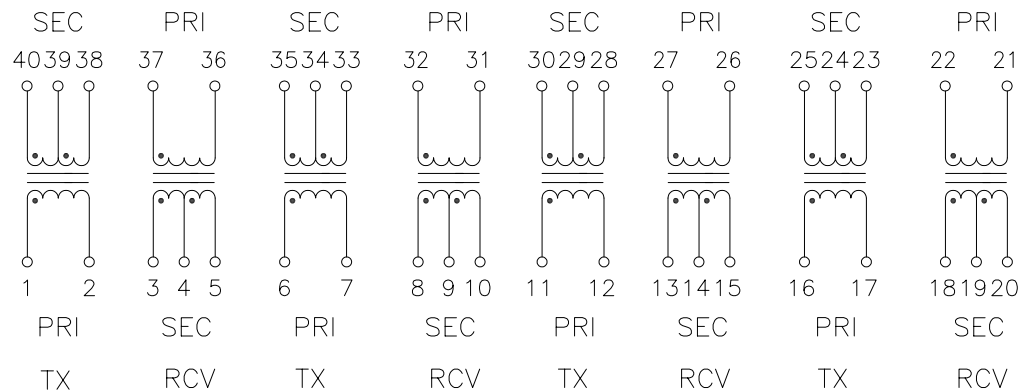 SEC PRI SEC PRI SEC PRI SEC PRI
40 39 38 37 36 35 34 33 32 31 30 29 28 27 26 25 24 23 22 21
1 2 3 4 5 6 7 8 9 10 11 12 13 14 15 16 17 18 19 20
PRI SEC PRI SEC PRI SEC PRI SEC
TX RCV TX RCV TX RCV TX RCV